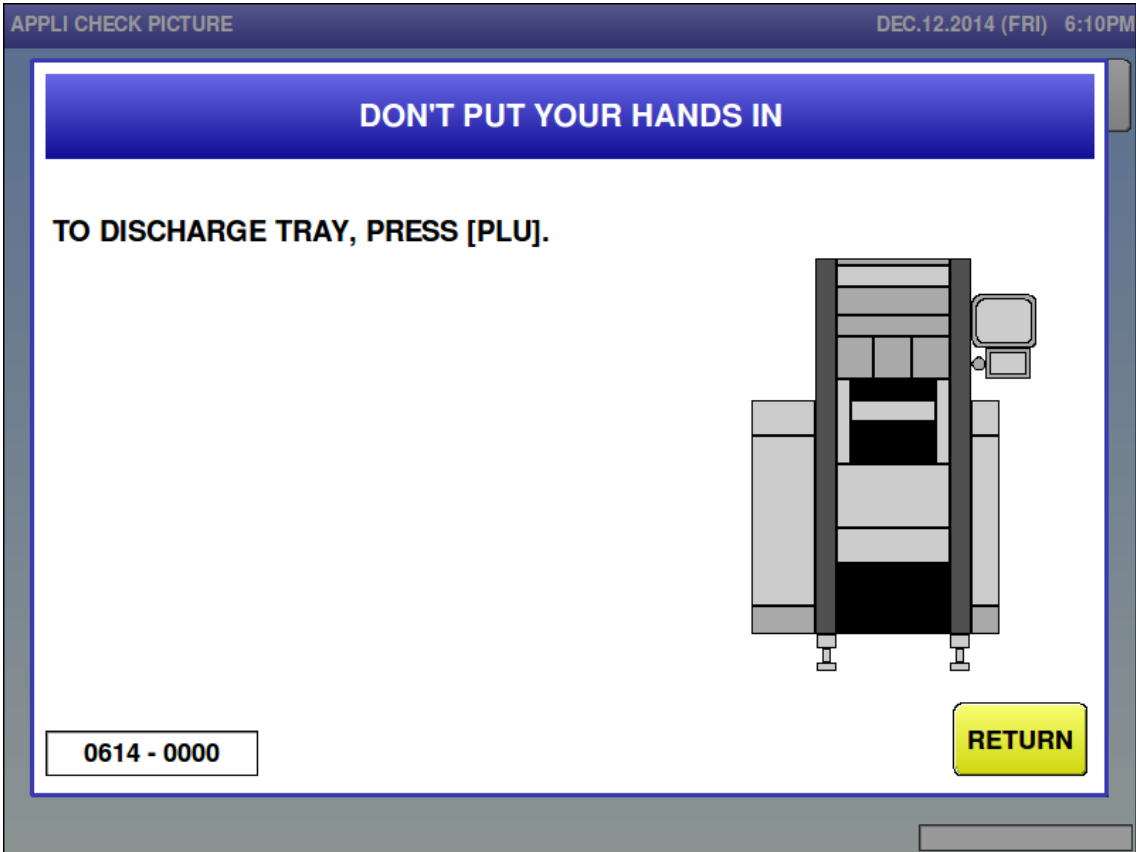 APPLI CHECK PICTURE DEC.12.2014 (FRI) 6:10PM
DON'T PUT YOUR HANDS IN
TO DISCHARGE TRAY, PRESS [PLU].
RETURN
0614 - 0000